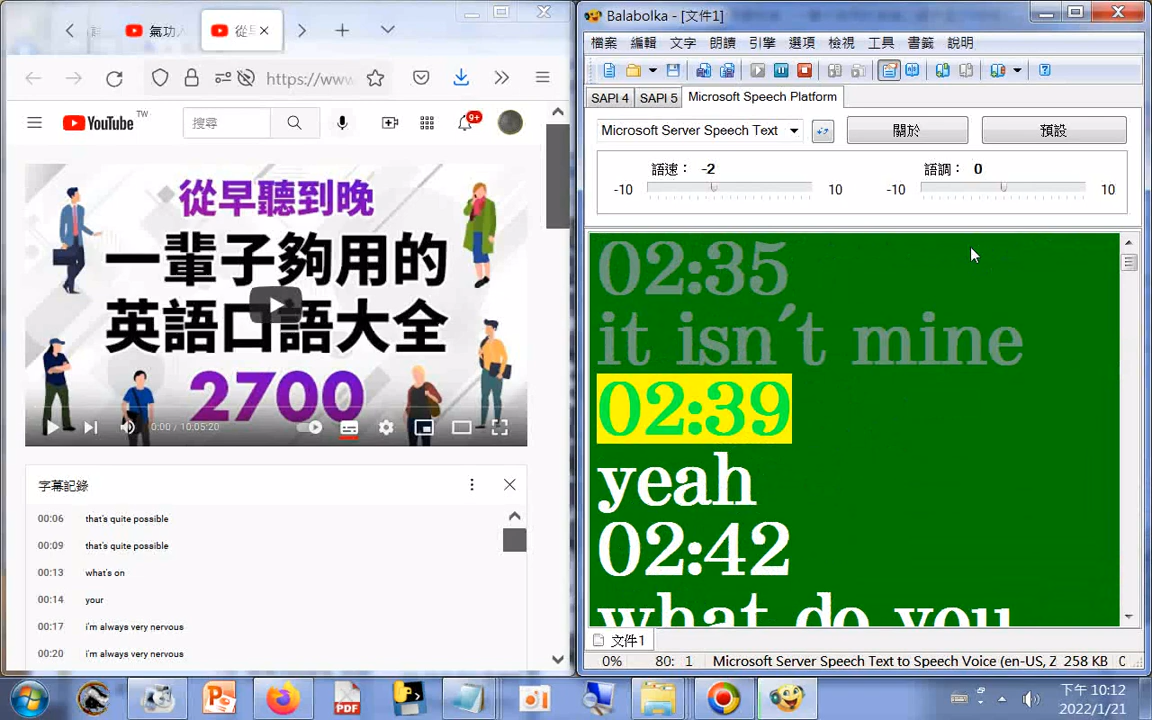 氣功
從
https://www
YouTube TW
搜尋
9+
從早聽到晚
一輩子夠用的
英語口語大全
2700
0:00 / 10:05:20
字幕記錄
00:06 that's quite possible
00:09 that's quite possible
00:13 what's on
00:14 your
00:17 i'm always very nervous
00:20 i'm always very nervous
Balabolka - [文件1]
檔案 編輯 文字 朗讀 引擎 選項 檢視 工具 書籤 說明
SAPI 4 SAPI 5 Microsoft Speech Platform
Microsoft Server Speech Text 關於 預設
語速： -2 語調： 0
-10 10 -10 10
02:35
it isn´t mine
02:39
yeah
02:42
what do you
文件1
0% 80: 1 Microsoft Server Speech Text to Speech Voice (en-US, Z 258 KB
PDF
下午 10:12
2022/1/21